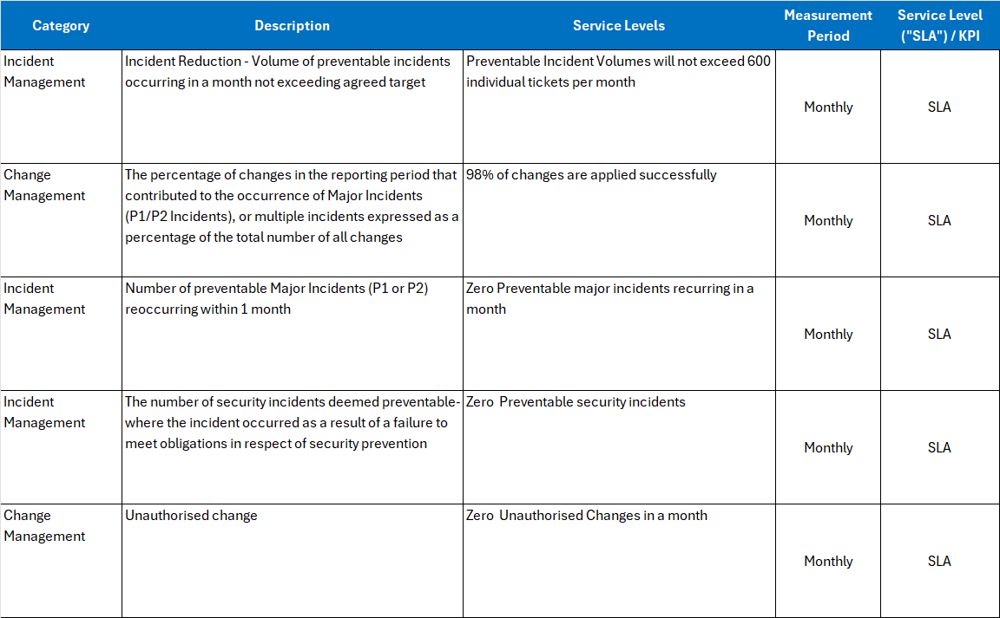 Category
Description
Service Levels
Measurement
Period
Service Level
("SLA") / KPI
Incident
Management
Incident Reduction - Volume of preventable incidents
occurring in a month not exceeding agreed target
Preventable Incident Volumes will not exceed 600
individual tickets per month
Monthly
SLA
Change
Management
The percentage of changes in the reporting period that
contributed to the occurrence of Major Incidents
(P1/P2 Incidents), or multiple incidents expressed as a
percentage of the total number of all changes
98% of changes are applied successfully
Monthly
SLA
Incident
Management
Number of preventable Major Incidents (P1 or P2)
reoccurring within 1 month
Zero Preventable major incidents recurring in a
month
Monthly
SLA
Incident
Management
The number of security incidents deemed preventable-
where the incident occurred as a result of a failure to
meet obligations in respect of security prevention
Zero  Preventable security incidents
Monthly
SLA
Change
Management
Unauthorised change
Zero  Unauthorised Changes in a month
Monthly
SLA